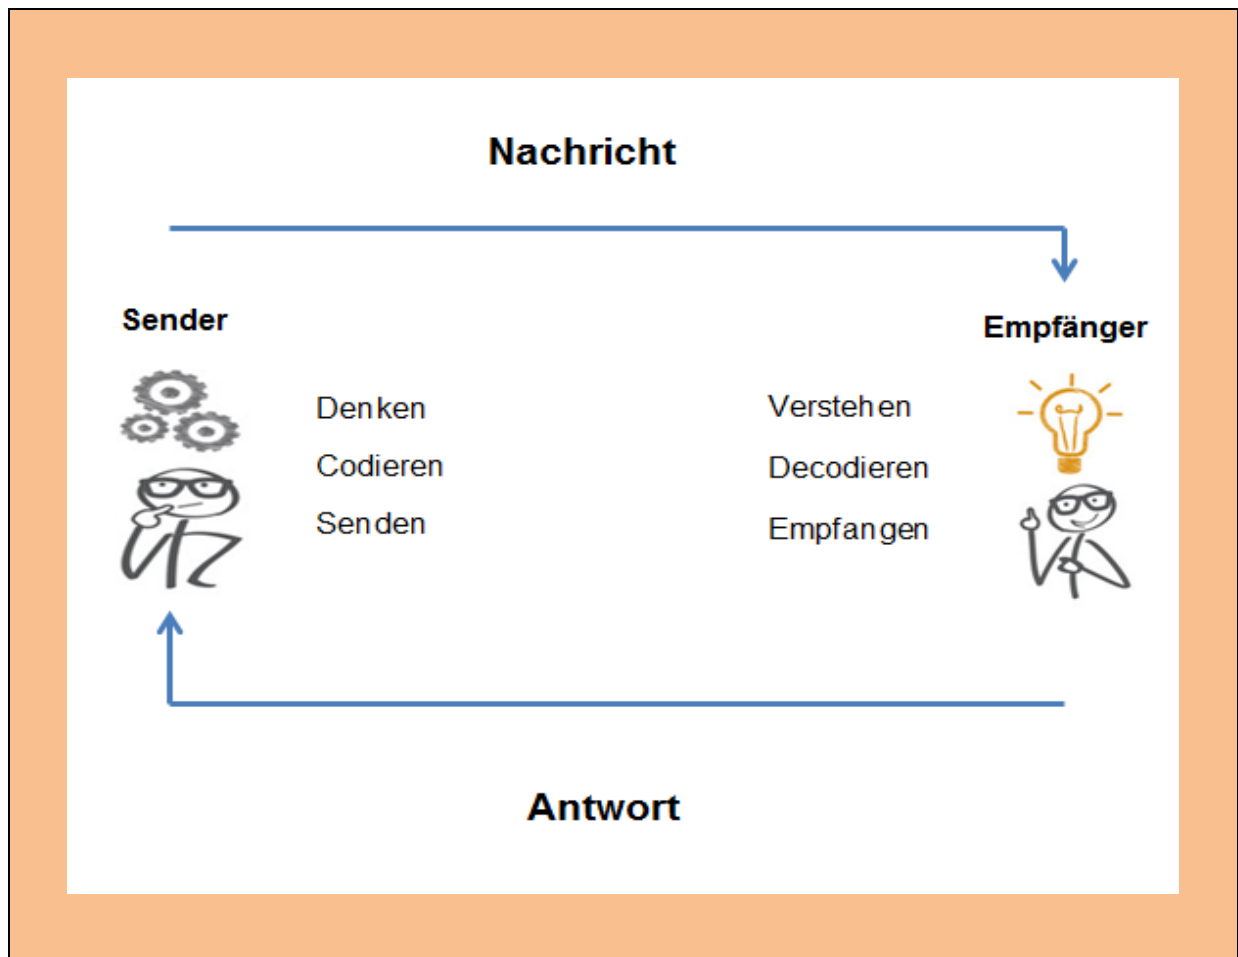 Nachricht
Sender
Empfänger
Denken
Codieren
Senden
Verstehen
Decodieren
Empfangen
Antwort